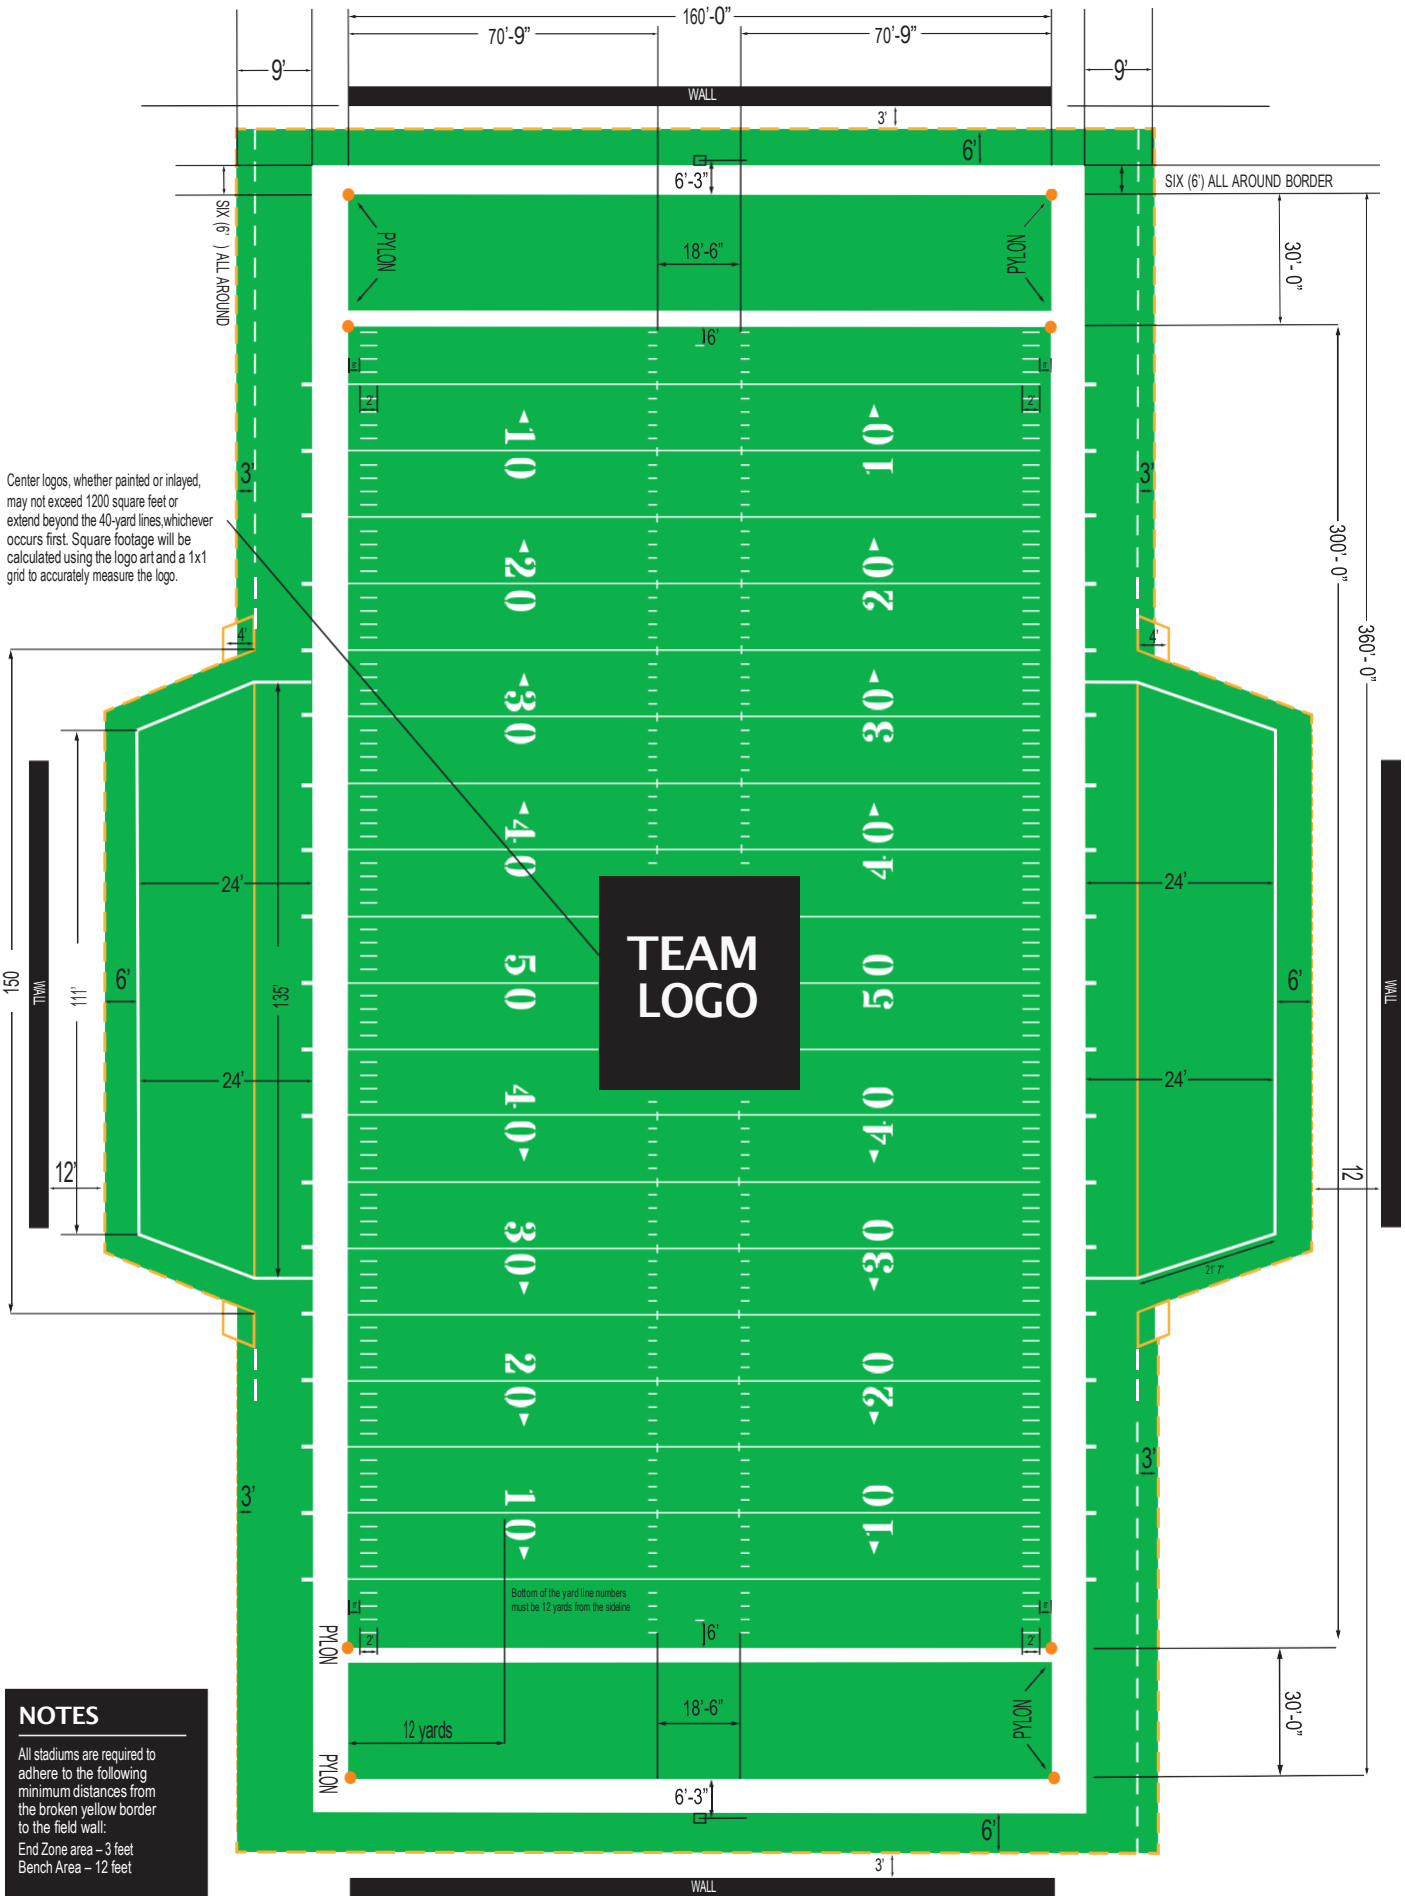 160'-0"
70'-9"
70'-9"
9'
9'
WALL
3'
6'
6'-3"
SIX (6') ALL AROUND BORDER
SIX (6' ) ALL AROUND
PYLON
PYLON
18'-6"
30'- 0"
6'
2'
2'
10
10
3'
3'
Center logos, whether painted or inlayed,
may not exceed 1200 square feet or
extend beyond the 40-yard lines,whichever
occurs first. Square footage will be
calculated using the logo art and a 1x1
grid to accurately measure the logo.
20
20
300'- 0"
4'
4'
360'- 0"
30
30
40
40
24'
24'
TEAM
LOGO
150
WALL
111'
6'
135'
50
50
6'
WALL
24'
24'
40
40
12'
12
30
30
21' 7"
20
20
3'
3'
10
10
Bottom of the yard line numbers
must be 12 yards from the sideline
PYLON
2'
6'
2'
NOTES
All stadiums are required to
adhere to the following
minimum distances from
the broken yellow border
to the field wall:
End Zone area – 3 feet
Bench Area – 12 feet
12 yards
18'-6"
PYLON
30'-0"
PYLON
6'-3"
6'
3'
WALL